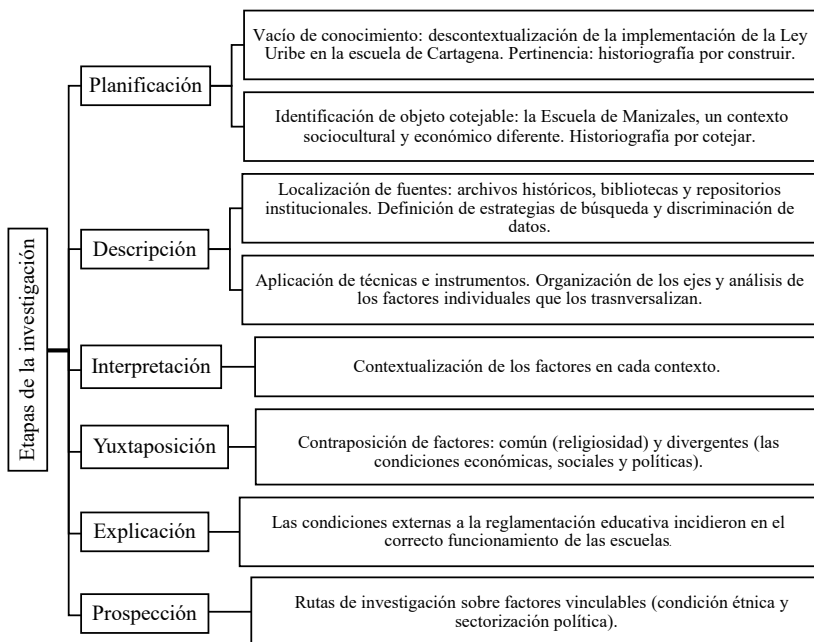 Etapas de la investigación
Planificación
Vacío de conocimiento: descontextualización de la implementación de la Ley
Uribe en la escuela de Cartagena. Pertinencia: historiografía por construir.
Identificación de objeto cotejable: la Escuela de Manizales, un contexto
sociocultural y económico diferente. Historiografía por cotejar.
Descripción
Localización de fuentes: archivos históricos, bibliotecas y repositorios
institucionales. Definición de estrategias de búsqueda y discriminación de
datos.
Aplicación de técnicas e instrumentos. Organización de los ejes y análisis de
los factores individuales que los trasnversalizan.
Interpretación
Contextualización de los factores en cada contexto.
Yuxtaposición
Contraposición de factores: común (religiosidad) y divergentes (las
condiciones económicas, sociales y políticas).
Explicación
Las condiciones externas a la reglamentación educativa incidieron en el
correcto funcionamiento de las escuelas.
Prospección
Rutas de investigación sobre factores vinculables (condición étnica y
sectorización política).